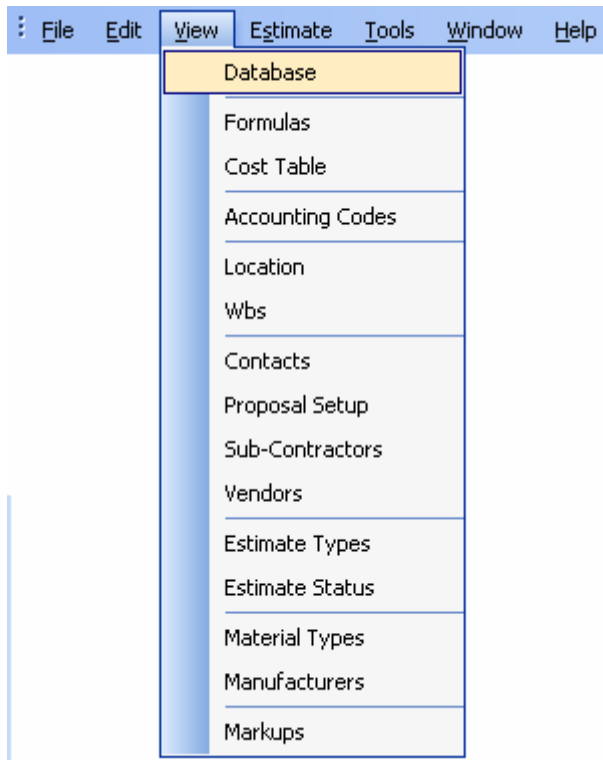 File Edit View Estimate Tools Window Help
Database
Formulas
Cost Table
Accounting Codes
Location
Wbs
Contacts
Proposal Setup
Sub-Contractors
Vendors
Estimate Types
Estimate Status
Material Types
Manufacturers
Markups